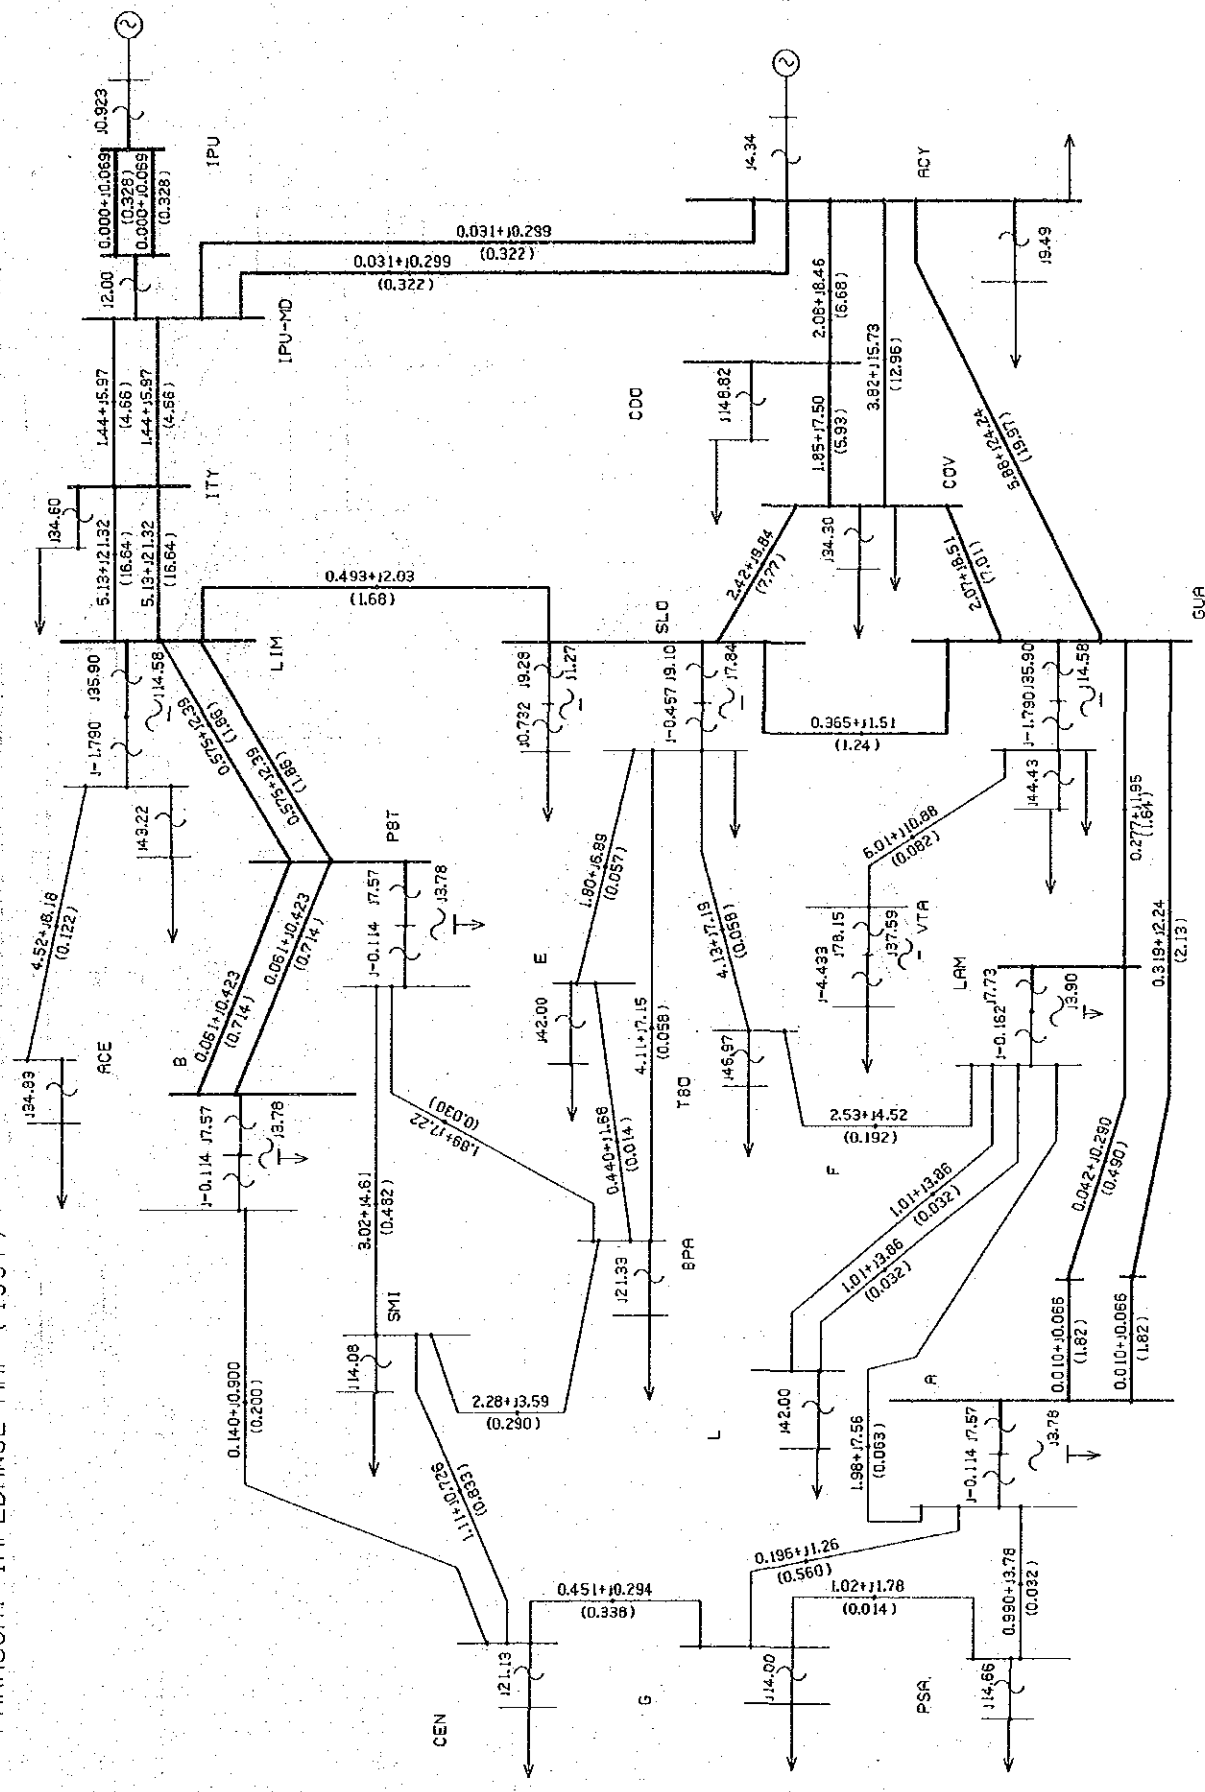 j0.923
0.000+j0.069
(0.328)
0.000+j0.069
(0.328)
IPU
j2.00
IPU-MD
0.031+j0.299
(0.322)
0.031+j0.299
(0.322)
j4.34
ACY
j9.49
1.44+j5.97
(4.66)
1.44+j5.97
(4.66)
ITY
j34.60
5.13+j21.32
(16.64)
5.13+j21.32
(16.64)
2.06+j8.46
(6.68)
3.82+j15.73
(12.96)
CDO
j148.82
1.85+j7.50
(5.93)
COV
j34.30
5.88+j24.24
(19.97)
2.42+j9.84
(7.77)
2.07+j8.51
(7.01)
0.493+j2.03
(1.68)
LIM
j35.90
j14.58
j-1.790
j43.22
0.575+j2.39
(1.86)
0.575+j2.39
(1.86)
SLO
j9.29
j1.27
j0.732
j9.10
j7.84
j-0.457
0.365+j1.51
(1.24)
GUA
j35.90
j14.58
j-1.790
j44.43
4.52+j8.18
(0.122)
ACE
j34.83
PBT
j7.57
j3.78
j-0.114
0.061+j0.423
(0.714)
0.061+j0.423
(0.714)
B
j7.57
j3.78
j-0.114
1.80+j6.89
(0.057)
4.13+j7.19
(0.058)
6.01+j10.88
(0.082)
VTA
j78.15
j37.59
j-4.433
0.277+j1.95
(1.84)
0.319+j2.24
(2.13)
E
j42.00
4.11+j7.15
(0.058)
TBO
j46.97
LAM
j7.73
j3.90
j-0.162
1.89+j7.22
(0.030)
0.440+j1.68
(0.014)
2.53+j4.52
(0.192)
F
3.02+j4.61
(0.482)
SMI
j14.08
BPA
j21.33
1.01+j3.86
(0.032)
1.01+j3.86
(0.032)
0.042+j0.290
(0.490)
0.010+j0.066
(1.82)
0.010+j0.066
(1.82)
0.140+j0.900
(0.200)
2.28+j3.59
(0.290)
L
j42.00
1.98+j7.56
(0.063)
A
j7.57
j3.78
j-0.114
1.11+j0.726
(0.833)
0.451+j0.294
(0.338)
0.196+j1.26
(0.560)
1.02+j1.78
(0.014)
0.990+j3.78
(0.032)
CEN
j21.13
G
j14.00
PSA
j14.66